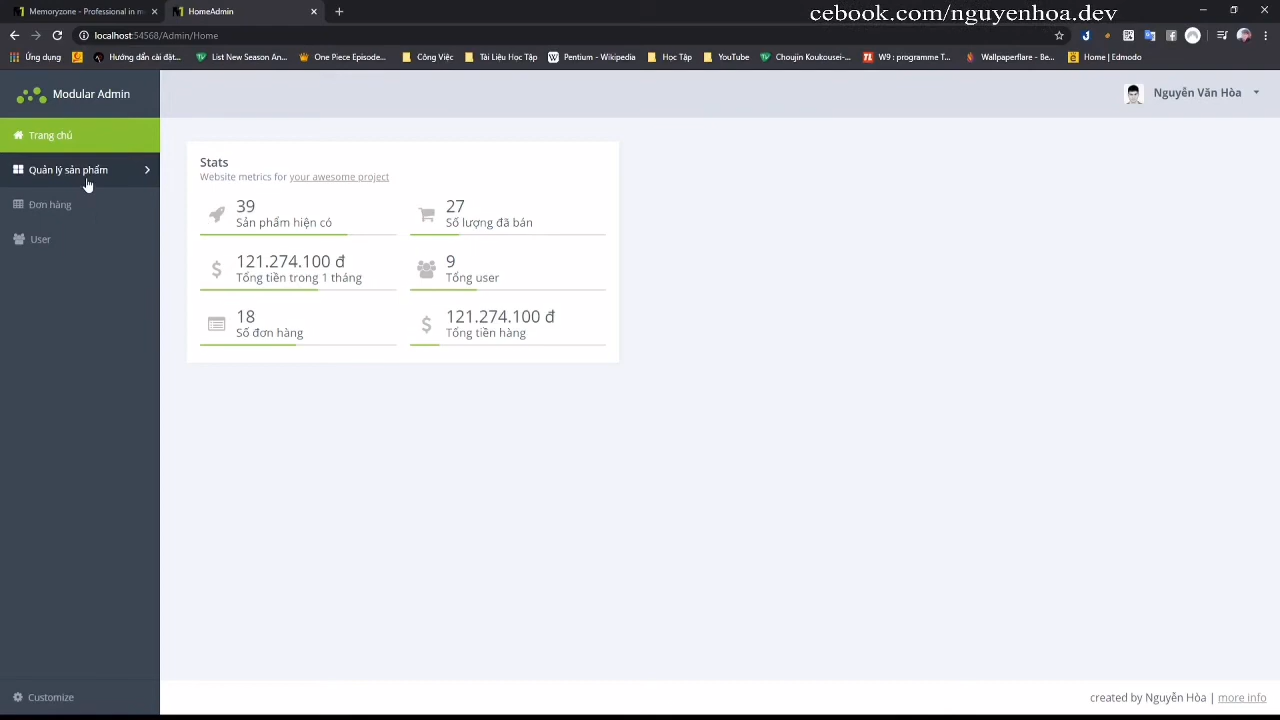 Memoryzone - Professional in m
HomeAdmin
cebook.com/nguyenhoa.dev
localhost:54568/Admin/Home
Ứng dụng
Hướng dẩn cài đặt...
List New Season An...
One Piece Episode...
Công Việc
Tài Liệu Học Tập
Pentium - Wikipedia
Học Tập
YouTube
Choujin Koukousei-...
W9 : programme T...
Wallpaperflare - Be...
Home | Edmodo
Modular Admin
Nguyễn Văn Hòa
Trang chủ
Quản lý sản phẩm
Đơn hàng
User
Stats
Website metrics for your awesome project
39
Sản phẩm hiện có
27
Số lượng đã bán
121.274.100 đ
Tổng tiền trong 1 tháng
9
Tổng user
18
Số đơn hàng
121.274.100 đ
Tổng tiền hàng
Customize
created by Nguyễn Hòa | more info